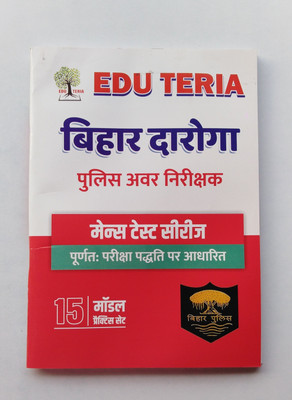 EDU TERIA
EDU TERIA
बिहार दारोगा
पुलिस अवर निरीक्षक
मेन्स टेस्ट सीरीज
पूर्णत: परीक्षा पद्धति पर आधारित
15 मॉडल
प्रैक्टिस सेट
बिहार पुलिस